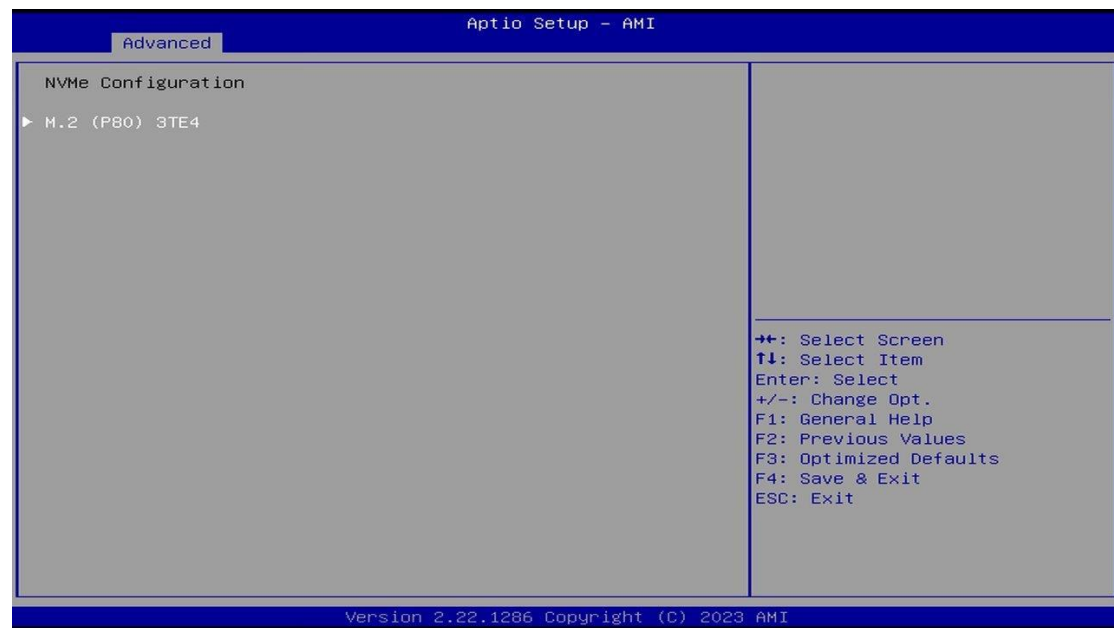 Aptio Setup – AMI
Advanced
NVMe Configuration
▶ M.2 (P80) 3TE4
→←: Select Screen
↑↓: Select Item
Enter: Select
+/-: Change Opt.
F1: General Help
F2: Previous Values
F3: Optimized Defaults
F4: Save & Exit
ESC: Exit
Version 2.22.1286 Copyright (C) 2023 AMI